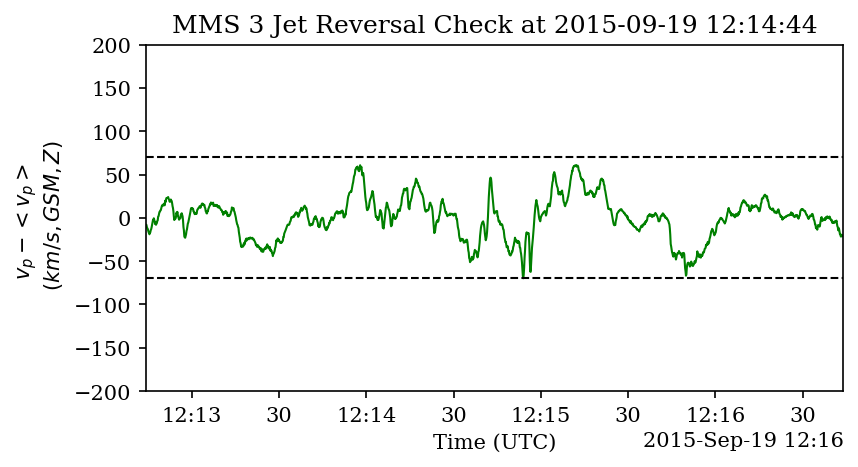 MMS 3 Jet Reversal Check at 2015-09-19 12:14:44
200
150
100
50
0
−50
−100
−150
−200
v_p − < v_p >
(km/s, GSM, Z)
12:13 30 12:14 30 12:15 30 12:16 30
Time (UTC)
2015-Sep-19 12:16